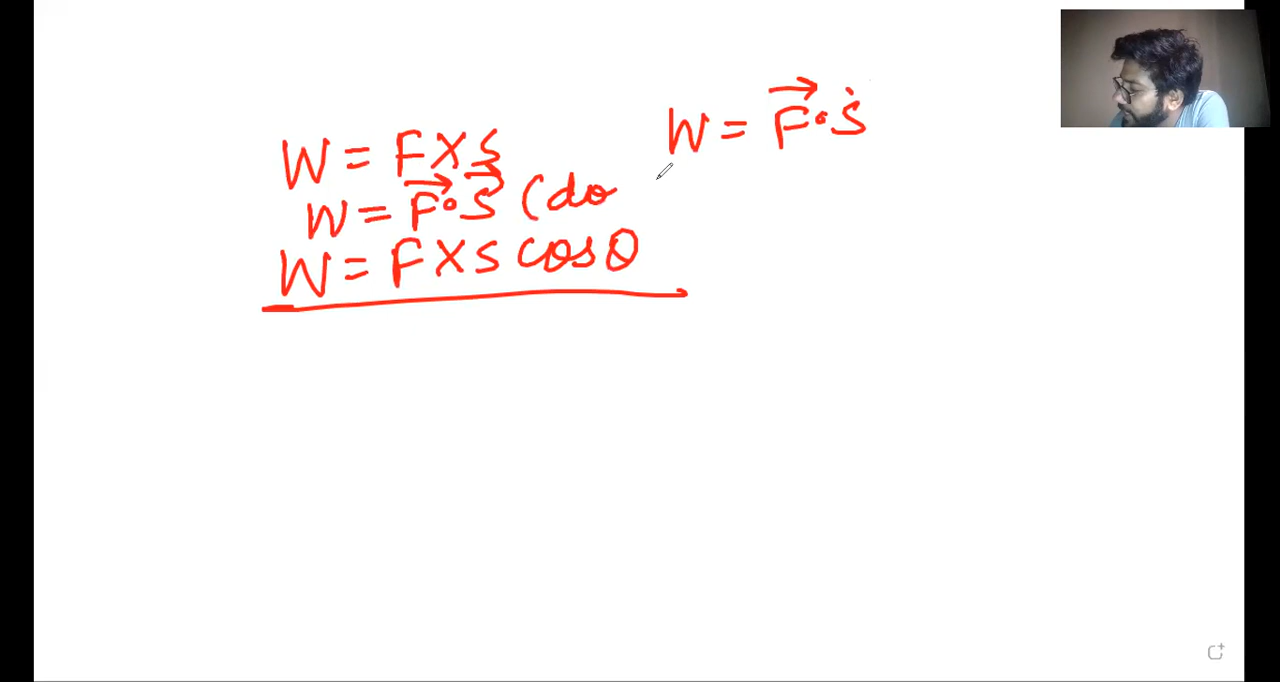 W = F X S
W = F⃗ • S⃗ (do
W = F X S cos θ
W = F⃗ • S